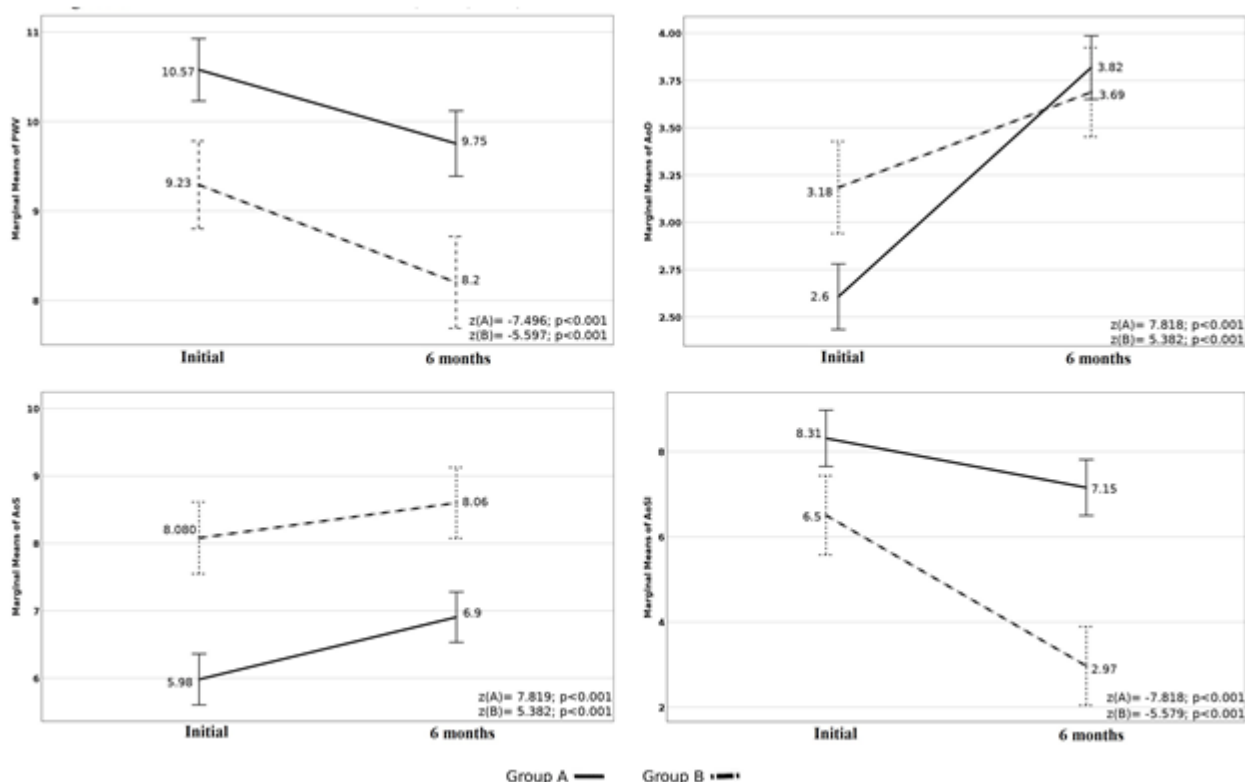 11
10
9
8
Marginal Means of PWV
10.57
9.75
9.23
8.2
z(A)= -7.496; p<0.001
z(B)= -5.597; p<0.001
Initial
6 months
4.00
3.75
3.50
3.25
3.00
2.75
2.50
Marginal Means of AoD
3.82
3.69
3.18
2.6
z(A)= 7.818; p<0.001
z(B)= 5.382; p<0.001
Initial
6 months
10
9
8
7
6
Marginal Means of AoS
8.080
8.06
6.9
5.98
z(A)= 7.819; p<0.001
z(B)= 5.382; p<0.001
Initial
6 months
8
6
4
2
Marginal Means of AoSI
8.31
7.15
6.5
2.97
z(A)= -7.818; p<0.001
z(B)= -5.579; p<0.001
Initial
6 months
Group A
Group B